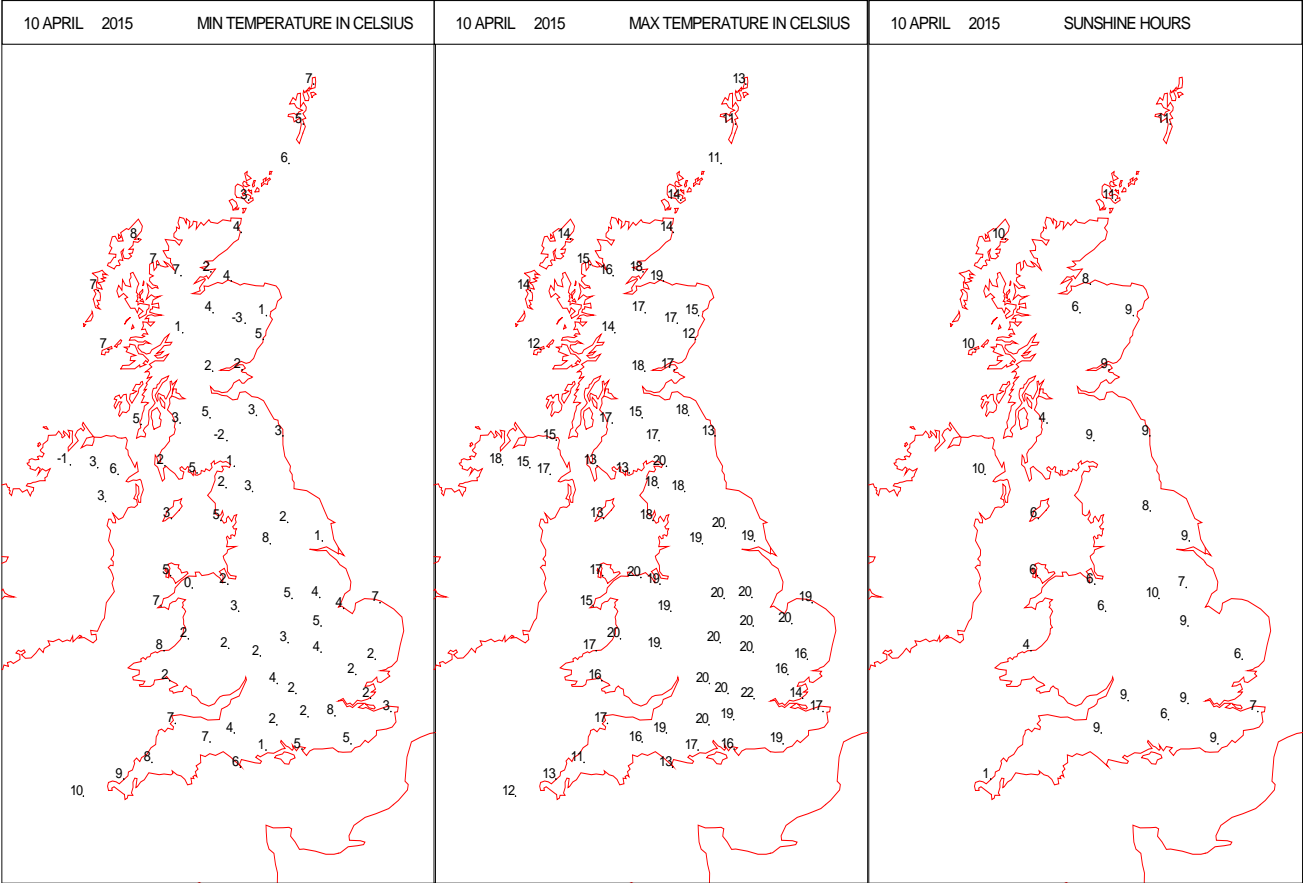 10 APRIL 2015 MIN TEMPERATURE IN CELSIUS
10 APRIL 2015 MAX TEMPERATURE IN CELSIUS
10 APRIL 2015 SUNSHINE HOURS
7
5
6
3
8 4
7
7 -2
7 4
4 1
-3
1 5
7
2 2
5 3
5 3
-2 3
-1 3 2 1
6 5
3 2 3
3 5 2
8 1
5 2
0
7 5 4
3 4 7
2 5
8 2 3 4
2 2
2 4 2
2 2
3
7 4 2 2 8
7 1 5 5
8 6
9
10
13
11
11
14
14 14
15 16 18
14 19
17 15
17
14 12
12
18 17
17 15 18
15 17 13
18 15 13 20
17 13
18 18
13 18 20
19 19
17 20 19
15 20 20
19 19
20 20 20
17 19 20 20
16
16 20 16
20 22 14
17
17 19 20 19
16 17 16 19
11 13
13
12
11
11
10
8
6 9
10
9
4
9 9
10
6 8
9
6 6
10 7
6
9
4 6
9 9
7
9 6
9
1